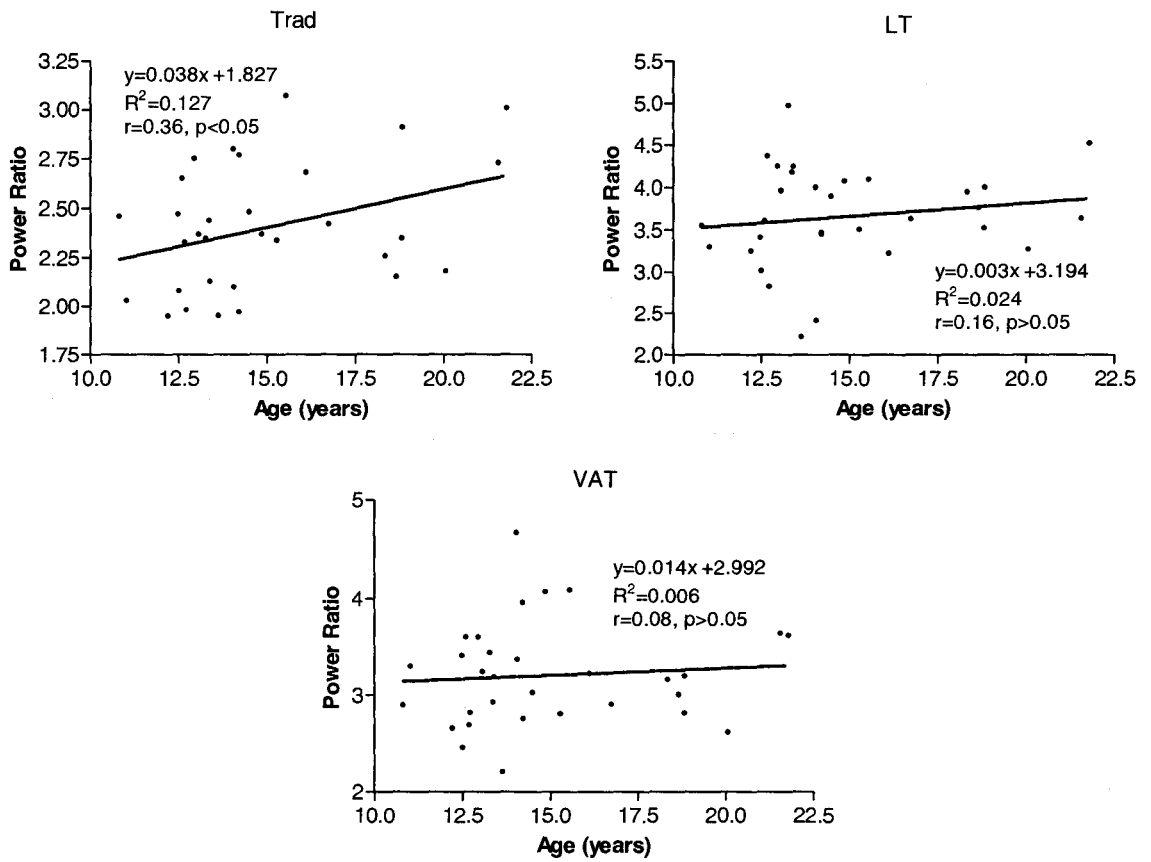 Trad
y=0.038x+1.827
R²=0.127
r=0.36, p<0.05
Power Ratio
3.25
3.00
2.75
2.50
2.25
2.00
1.75
10.0 12.5 15.0 17.5 20.0 22.5
Age (years)
LT
y=0.003x+3.194
R²=0.024
r=0.16, p>0.05
Power Ratio
5.5
5.0
4.5
4.0
3.5
3.0
2.5
2.0
10.0 12.5 15.0 17.5 20.0 22.5
Age (years)
VAT
y=0.014x+2.992
R²=0.006
r=0.08, p>0.05
Power Ratio
5
4
3
2
10.0 12.5 15.0 17.5 20.0 22.5
Age (years)